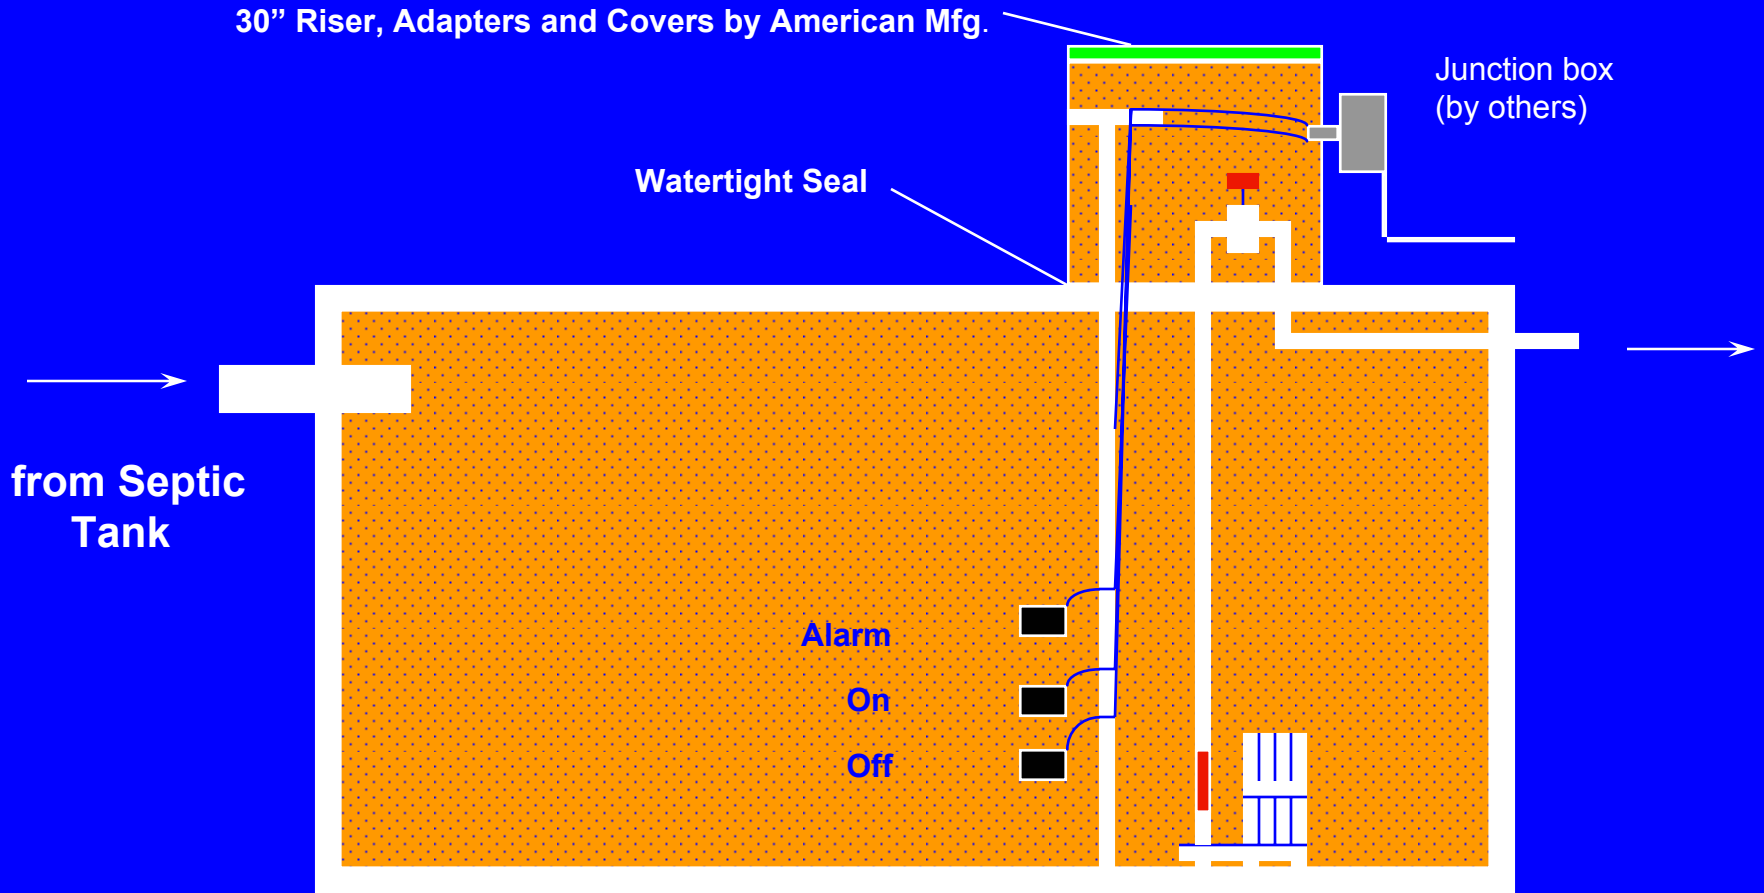 30” Riser, Adapters and Covers by American Mfg.
Junction box
(by others)
Watertight Seal
from Septic
Tank
Alarm
On
Off